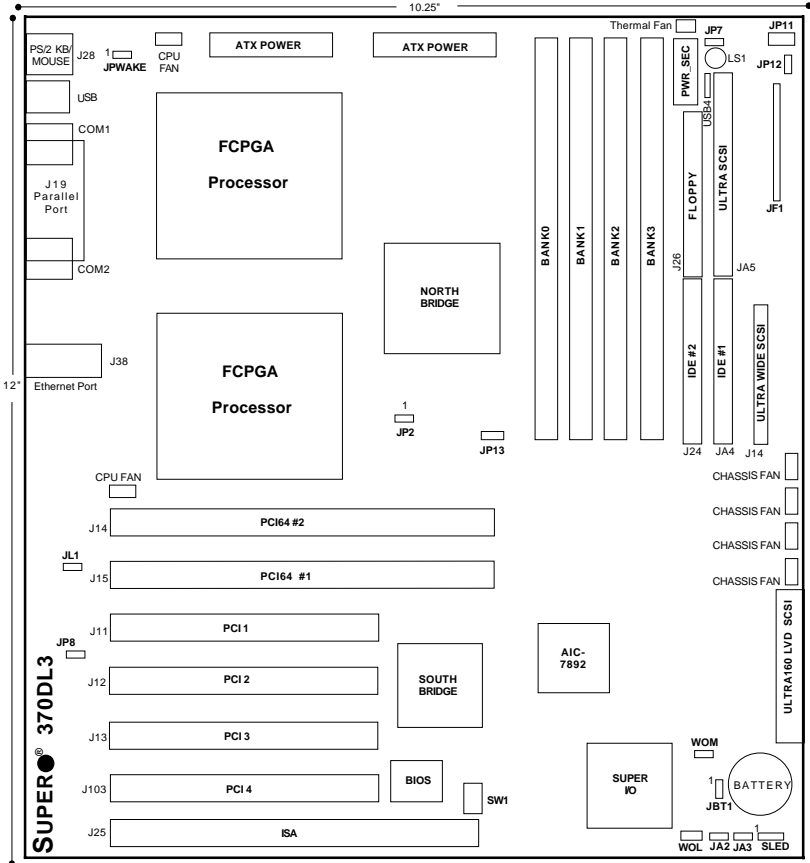 10.25"
12"
PS/2 KB/
MOUSE
J28
1
JPWAKE
CPU
FAN
ATX POWER
ATX POWER
Thermal Fan
JP7
JP11
PWR_SEC
LS1
JP12
USB
USB4
COM1
J19
Parallel
Port
COM2
FCPGA
Processor
BANK0
BANK1
BANK2
BANK3
FLOPPY
ULTRA SCSI
JF1
J26
JA5
NORTH
BRIDGE
J38
Ethernet Port
FCPGA
Processor
IDE #2
IDE #1
ULTRA WIDE SCSI
1
JP2
JP13
J24
JA4
J14
CPU FAN
CHASSIS FAN
CHASSIS FAN
CHASSIS FAN
CHASSIS FAN
J14
PCI64 #2
JL1
J15
PCI64 #1
J11
PCI 1
JP8
J12
PCI 2
SOUTH
BRIDGE
AIC-
7892
ULTRA160 LVD SCSI
J13
PCI 3
WOM
J103
PCI 4
BIOS
SW1
SUPER
I/O
1
JBT1
BATTERY
J25
ISA
WOL
JA2
JA3
1
SLED
SUPER® 370DL3